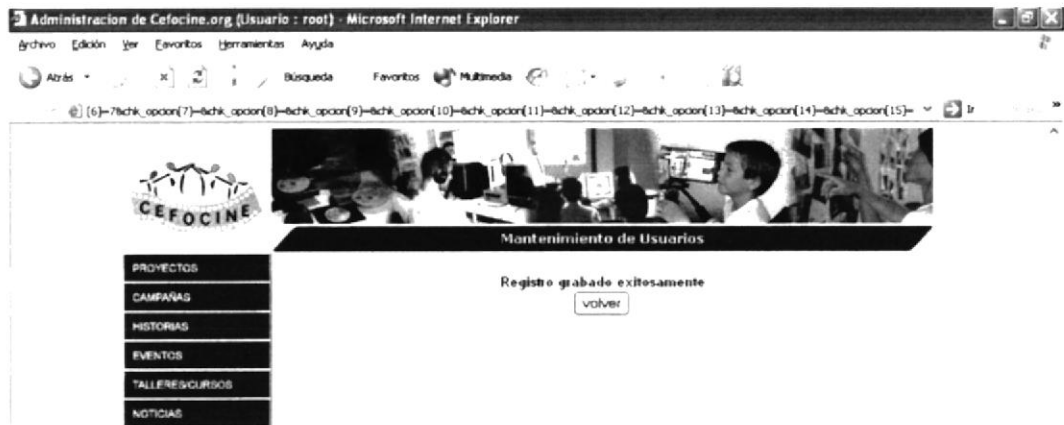 Administracion de Cefocine.org (Usuario : root) - Microsoft Internet Explorer
Archivo Edición Ver Favoritos Herramientas Ayuda
Atrás Búsqueda Favoritos Multimedia
[6]=7&chk_opcion[7]=&chk_opcion[8]=&chk_opcion[9]=&chk_opcion[10]=&chk_opcion[11]=&chk_opcion[12]=&chk_opcion[13]=&chk_opcion[14]=&chk_opcion[15]= Ir »
CEFOCINE
Mantenimiento de Usuarios
PROYECTOS
CAMPAÑAS
HISTORIAS
EVENTOS
TALLERES/CURSOS
NOTICIAS
Registro grabado exitosamente
volver